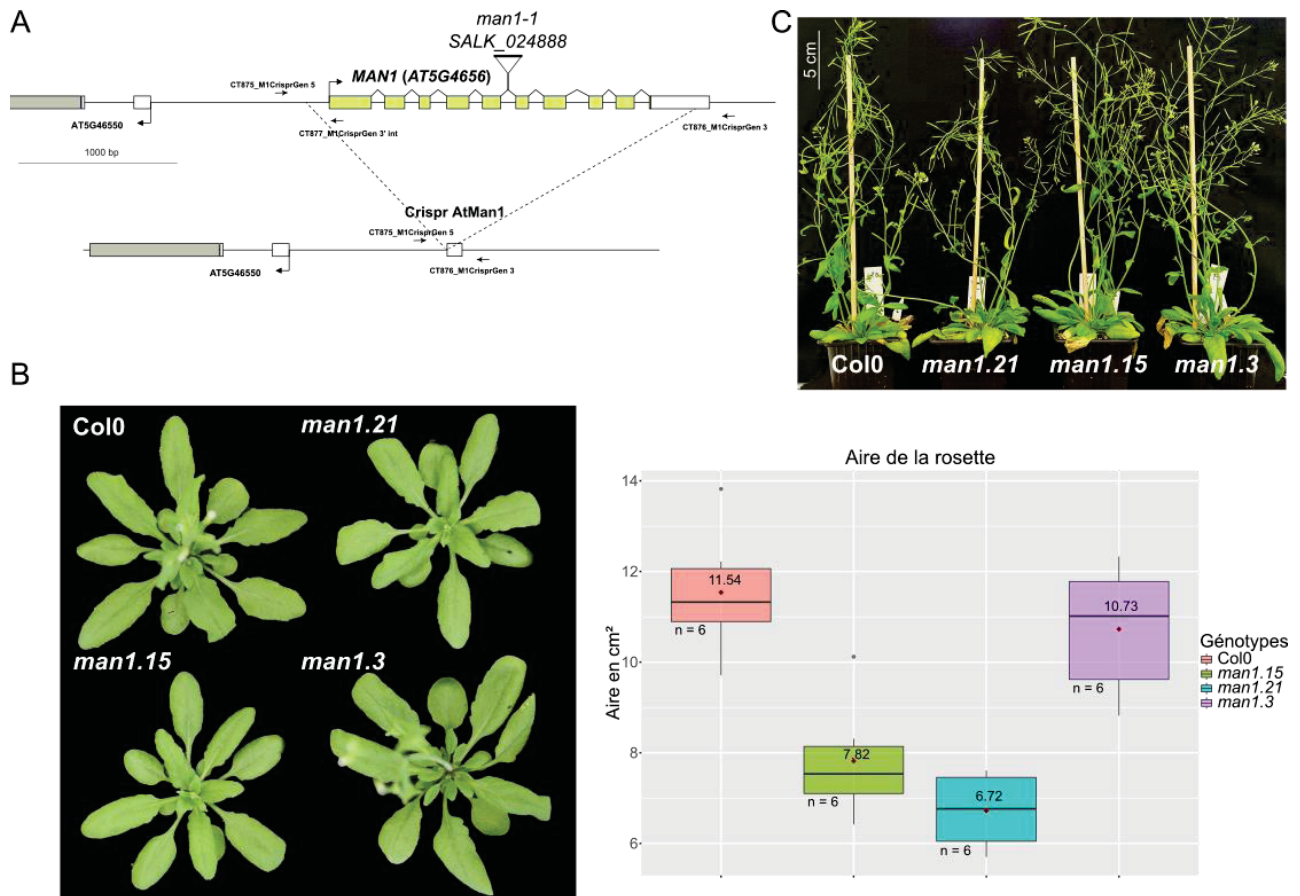 A
man1-1
SALK_024888
CT875_M1CrisprGen 5
MAN1 (AT5G4656)
AT5G46550
CT877_M1CrisprGen 3' int
CT876_M1CrisprGen 3
1000 bp
Crispr AtMan1
CT875_M1CrisprGen 5
AT5G46550
CT876_M1CrisprGen 3
C
5 cm
Col0
man1.21
man1.15
man1.3
B
Col0
man1.21
man1.15
man1.3
Aire de la rosette
Aire en cm²
14
12
10
8
6
11.54
n = 6
7.82
n = 6
6.72
n = 6
10.73
n = 6
Génotypes
Col0
man1.15
man1.21
man1.3